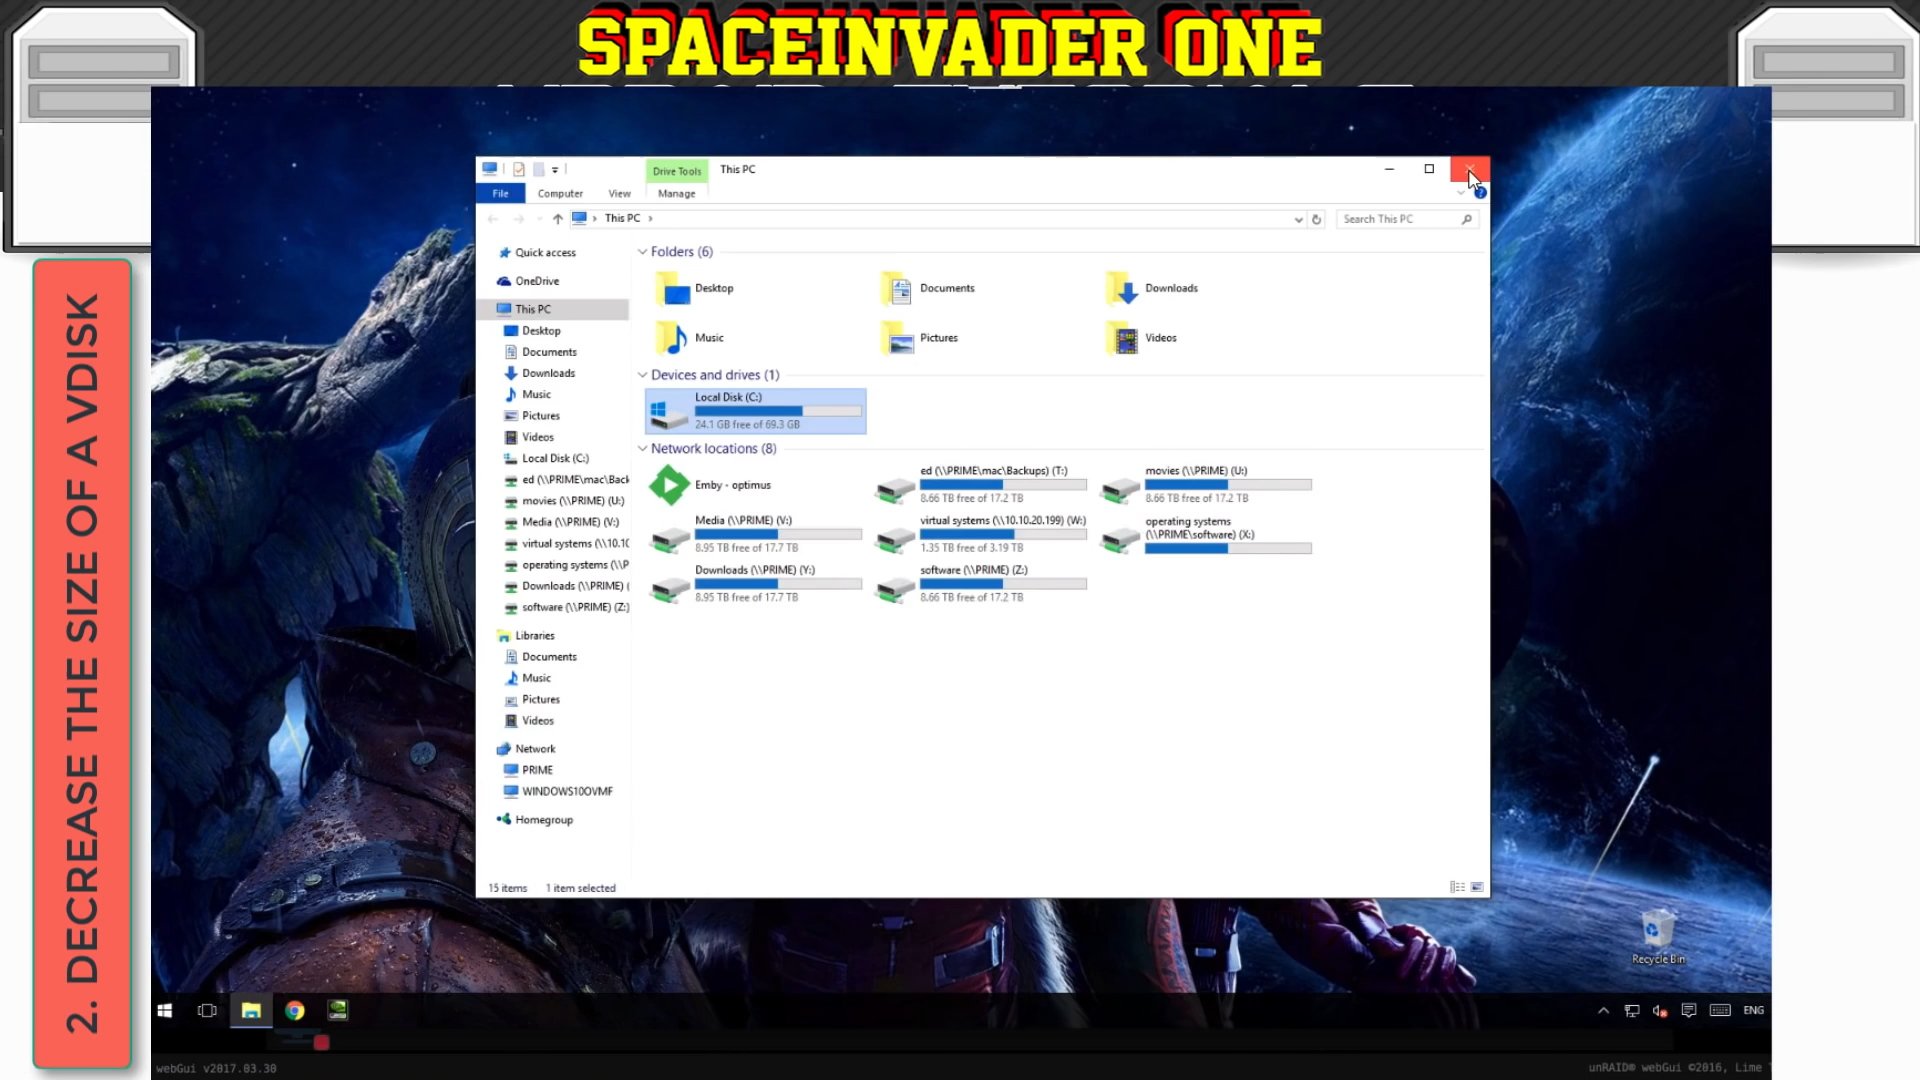 SPACEINVADER ONE
2. DECREASE THE SIZE OF A VDISK
Drive Tools
This PC
File
Computer
View
Manage
This PC
Search This PC
Quick access
OneDrive
This PC
Desktop
Documents
Downloads
Music
Pictures
Videos
Local Disk (C:)
ed (\\PRIME\mac\Back
movies (\\PRIME) (U:)
Media (\\PRIME) (V:)
virtual systems (\\10.10
operating systems (\\P
Downloads (\\PRIME) (
software (\\PRIME) (Z:)
Libraries
Documents
Music
Pictures
Videos
Network
PRIME
WINDOWS10OVMF
Homegroup
Folders (6)
Desktop
Documents
Downloads
Music
Pictures
Videos
Devices and drives (1)
Local Disk (C:)
24.1 GB free of 69.3 GB
Network locations (8)
Emby - optimus
ed (\\PRIME\mac\Backups) (T:)
8.66 TB free of 17.2 TB
movies (\\PRIME) (U:)
8.66 TB free of 17.2 TB
Media (\\PRIME) (V:)
8.95 TB free of 17.7 TB
virtual systems (\\10.10.20.199) (W:)
1.35 TB free of 3.19 TB
operating systems
(\\PRIME\software) (X:)
Downloads (\\PRIME) (Y:)
8.95 TB free of 17.7 TB
software (\\PRIME) (Z:)
8.66 TB free of 17.2 TB
15 items
1 item selected
Recycle Bin
ENG
webGui v2017.03.30
unRAID® webGui ©2016, Lime